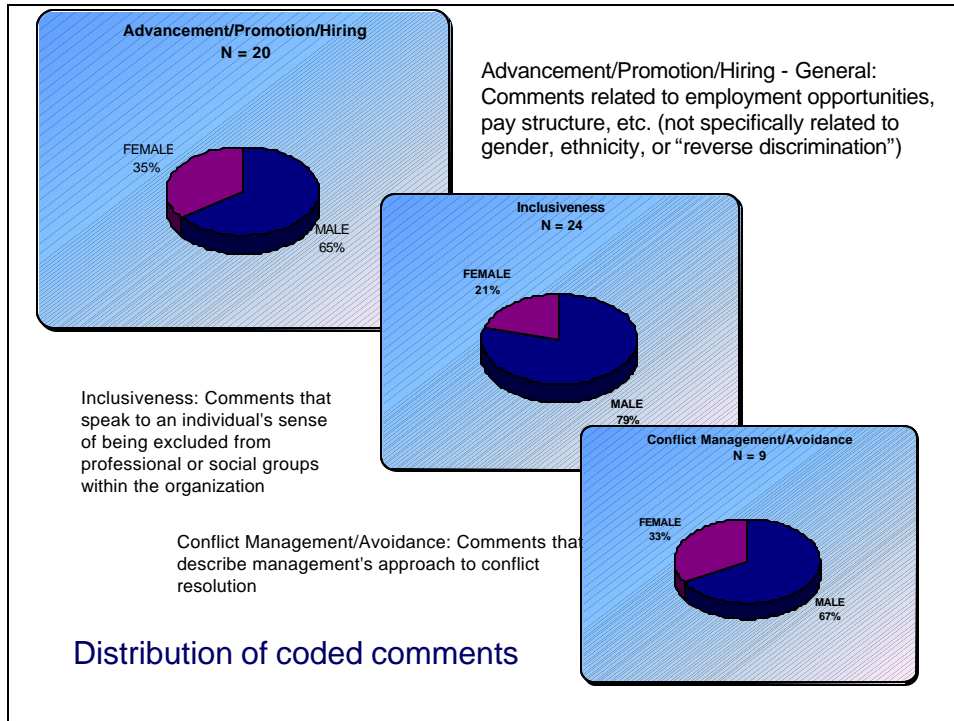 Advancement/Promotion/Hiring
N = 20
FEMALE
35%
MALE
65%
Advancement/Promotion/Hiring - General:
Comments related to employment opportunities,
pay structure, etc. (not specifically related to
gender, ethnicity, or “reverse discrimination”)
Inclusiveness
N = 24
FEMALE
21%
MALE
79%
Inclusiveness: Comments that
speak to an individual's sense
of being excluded from
professional or social groups
within the organization
Conflict Management/Avoidance
N = 9
FEMALE
33%
MALE
67%
Conflict Management/Avoidance: Comments that
describe management's approach to conflict
resolution
Distribution of coded comments